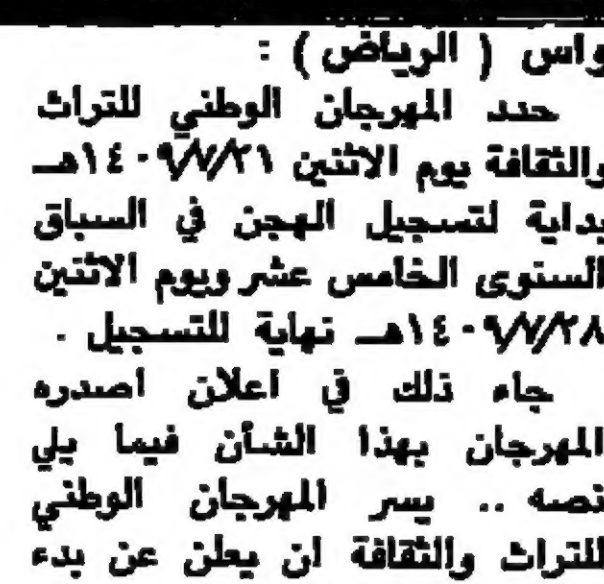 واس ( الرياض ) :
حدد المهرجان الوطني للتراث
والثقافة يوم الاثنين ١٤٠٩/٧/٢١هـ
بداية لتسجيل الهجن في السباق
السنوى الخامس عشر ويوم الاثنين
١٤٠٩/٧/٢٨هـ نهاية للتسجيل .
جاء ذلك في اعلان اصدره
المهرجان بهذا الشأن فيما يلي
نصه .. يسر المهرجان الوطني
للتراث والثقافة ان يعلن عن بدء